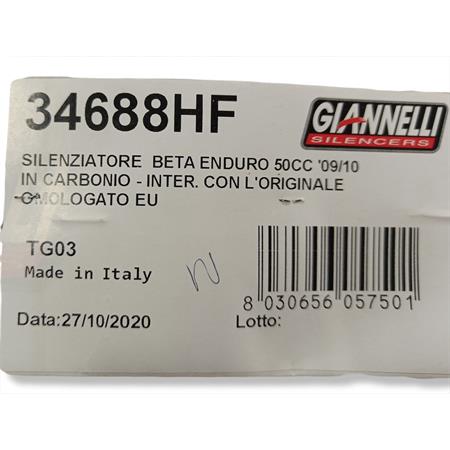 34688HF
GIANNELLI
SILENCERS
SILENZIATORE BETA ENDURO 50CC '09/10
IN CARBONIO - INTER. CON L'ORIGINALE
OMOLOGATO EU
TG03
Made in Italy
8 030656 057501
Data:27/10/2020
Lotto: